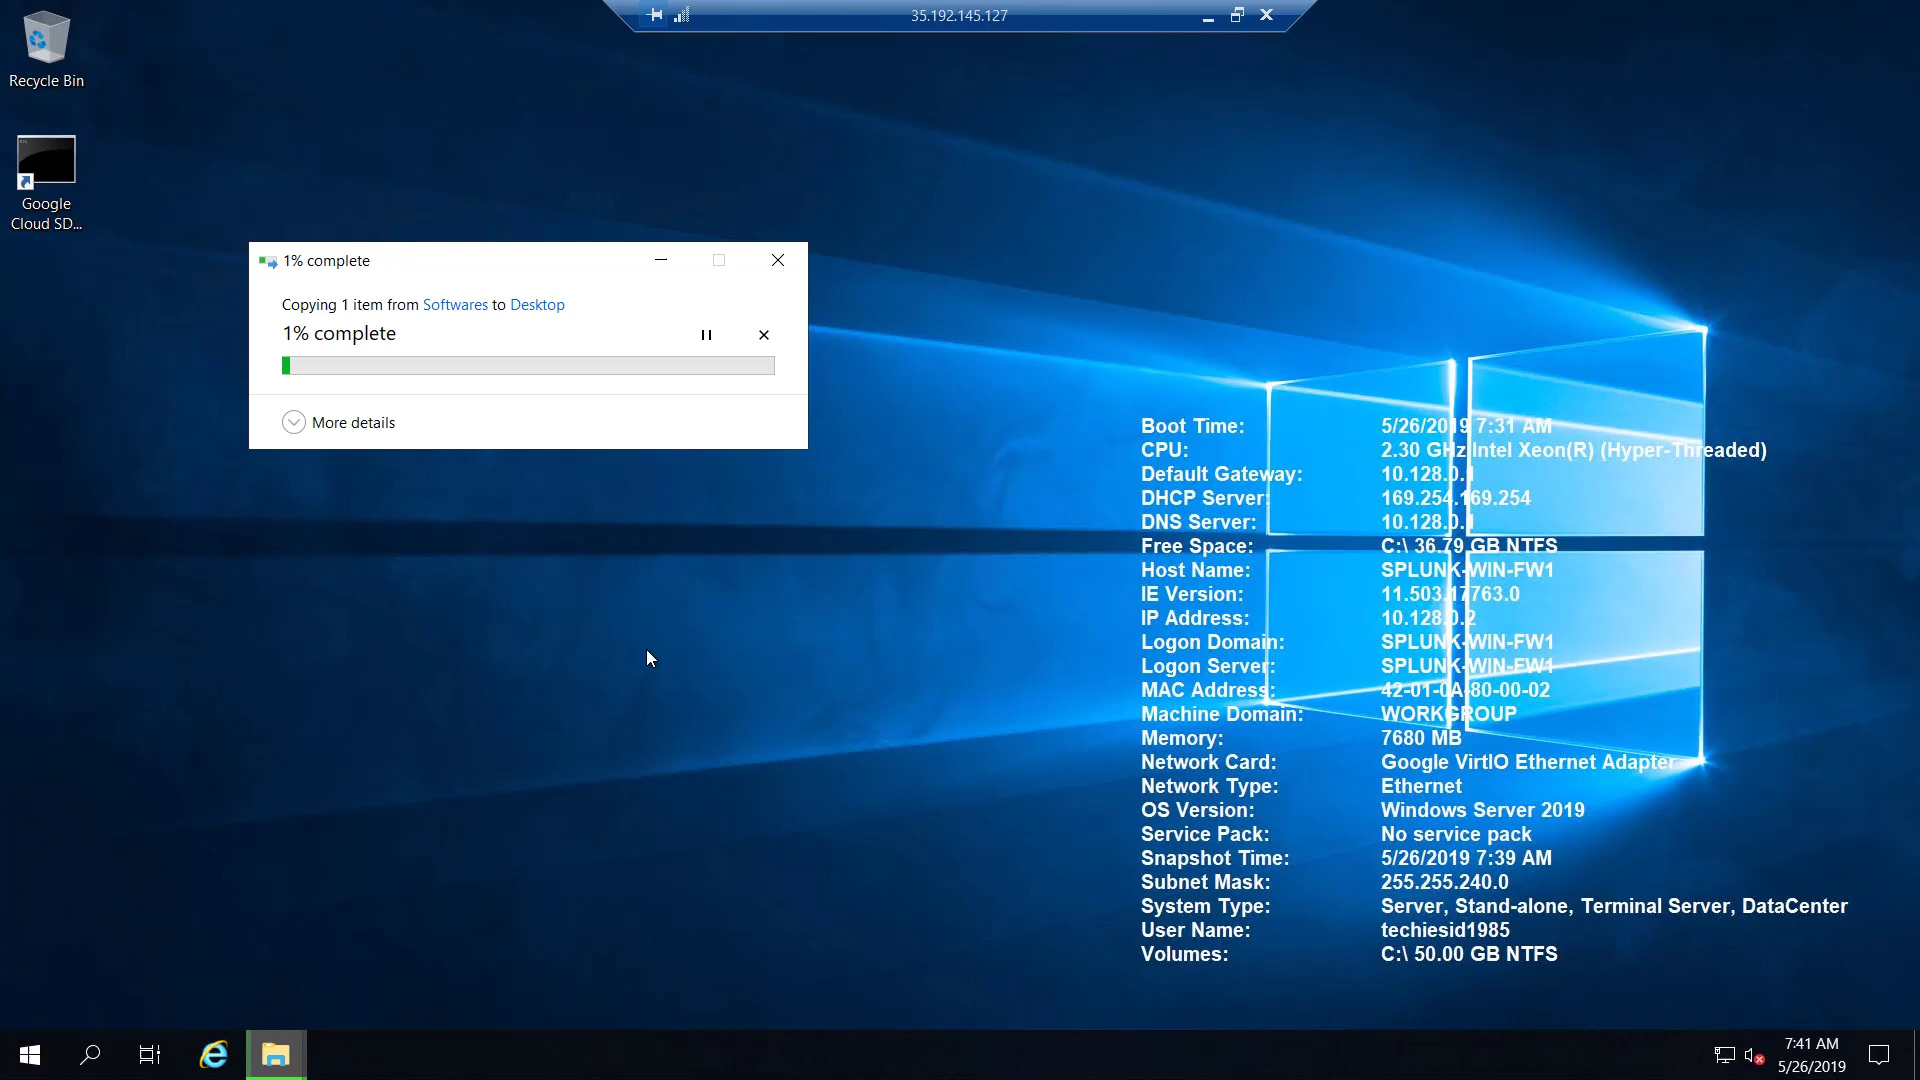 35.192.145.127
Recycle Bin
Google
Cloud SD...
1% complete
Copying 1 item from Softwares to Desktop
1% complete
More details
Boot Time: 5/26/2019 7:31 AM
CPU: 2.30 GHz Intel Xeon(R) (Hyper-Threaded)
Default Gateway: 10.128.0.1
DHCP Server: 169.254.169.254
DNS Server: 10.128.0.1
Free Space: C:\ 36.79 GB NTFS
Host Name: SPLUNK-WIN-FW1
IE Version: 11.503.17763.0
IP Address: 10.128.0.2
Logon Domain: SPLUNK-WIN-FW1
Logon Server: SPLUNK-WIN-FW1
MAC Address: 42-01-0A-80-00-02
Machine Domain: WORKGROUP
Memory: 7680 MB
Network Card: Google VirtIO Ethernet Adapter
Network Type: Ethernet
OS Version: Windows Server 2019
Service Pack: No service pack
Snapshot Time: 5/26/2019 7:39 AM
Subnet Mask: 255.255.240.0
System Type: Server, Stand-alone, Terminal Server, DataCenter
User Name: techiesid1985
Volumes: C:\ 50.00 GB NTFS
7:41 AM
5/26/2019